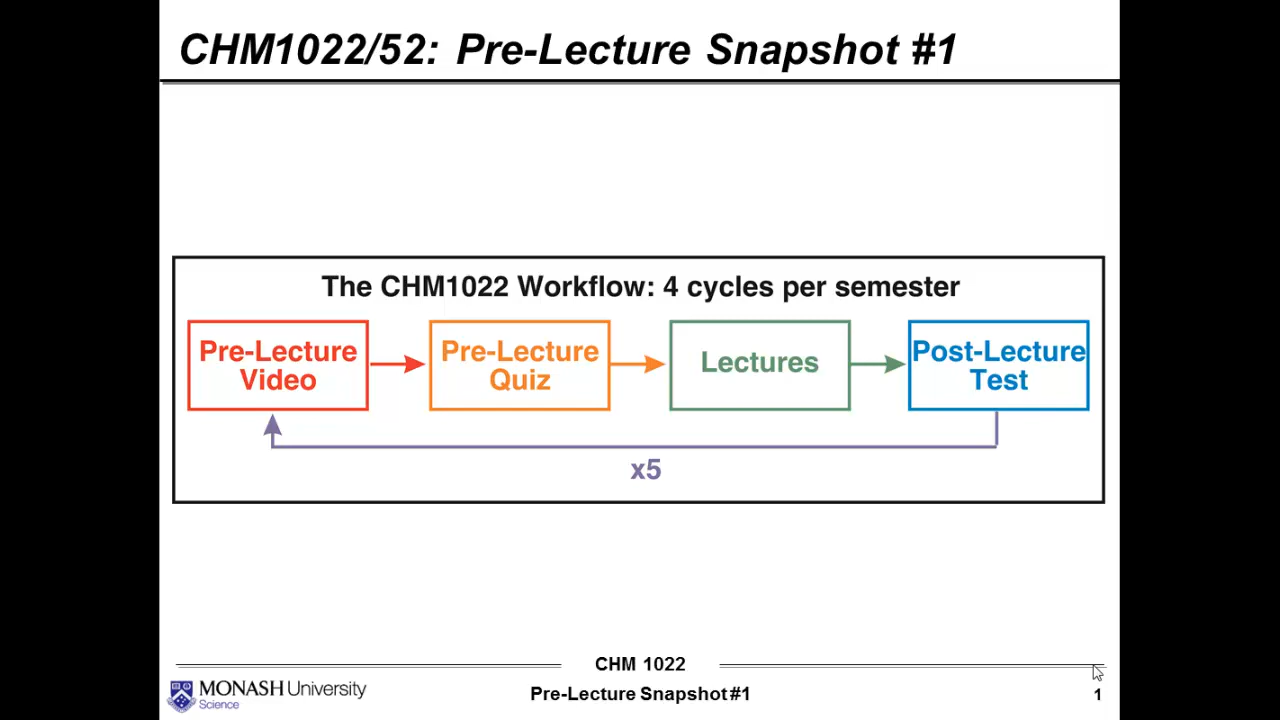 CHM1022/52: Pre-Lecture Snapshot #1
The CHM1022 Workflow: 4 cycles per semester
Pre-Lecture
Video
Pre-Lecture
Quiz
Lectures
Post-Lecture
Test
x5
CHM 1022
MONASH University
Science
Pre-Lecture Snapshot #1
1